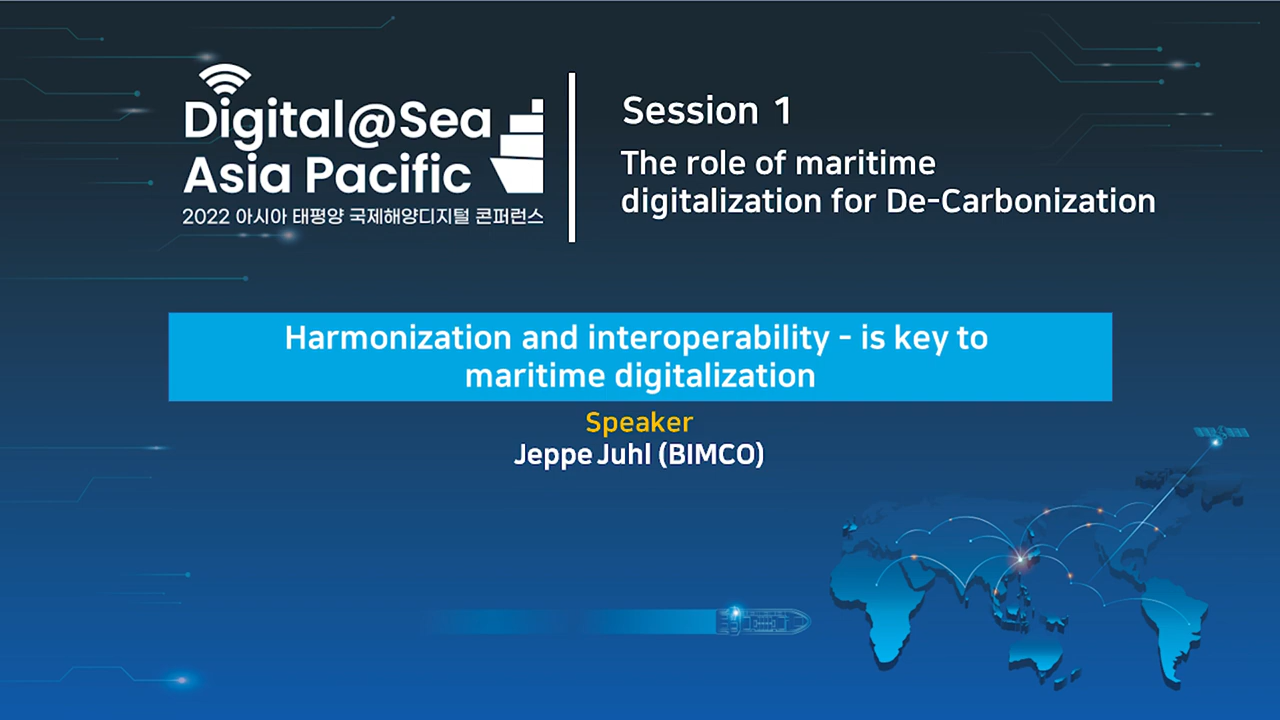 Digital@Sea
Asia Pacific
2022 아시아 태평양 국제해양디지털 콘퍼런스
Session 1
The role of maritime
digitalization for De-Carbonization
Harmonization and interoperability - is key to
maritime digitalization
Speaker
Jeppe Juhl (BIMCO)